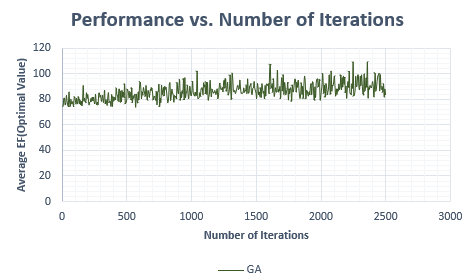 Performance vs. Number of Iterations
120
100
80
60
40
20
0
Average EF(Optimal Value)
0 500 1000 1500 2000 2500 3000
Number of Iterations
GA